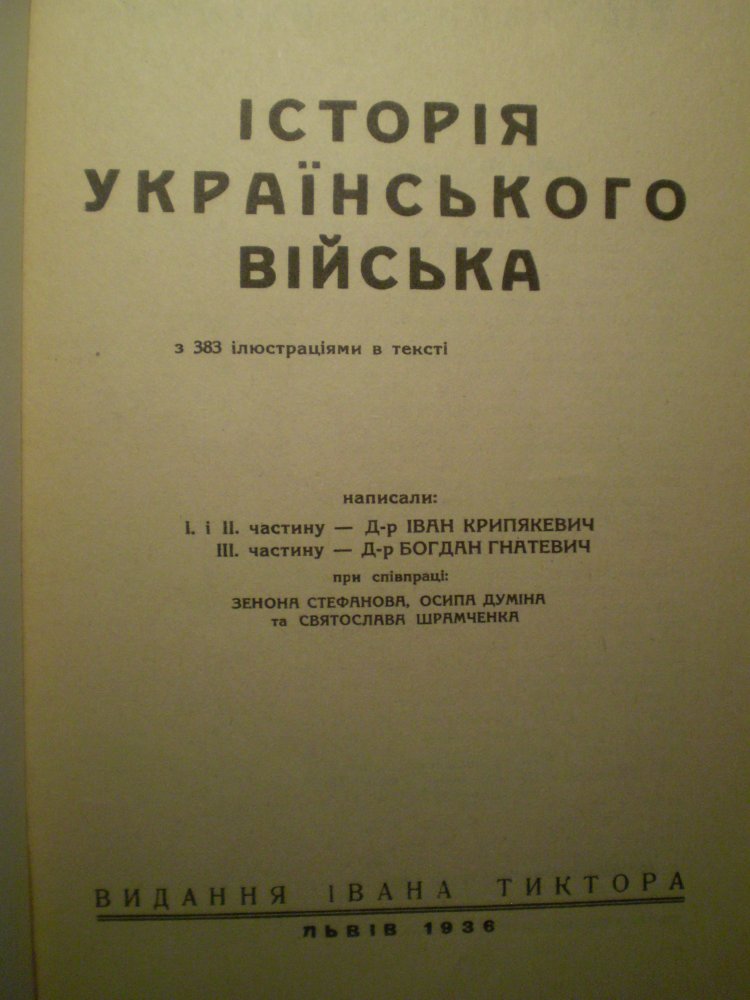 ІСТОРІЯ
УКРАЇНСЬКОГО
ВІЙСЬКА
з 383 ілюстраціями в тексті
написали:
І. і ІІ. частину — Д-р ІВАН КРИПЯКЕВИЧ
ІІІ. частину — Д-р БОГДАН ГНАТЕВИЧ
при співпраці:
ЗЕНОНА СТЕФАНОВА, ОСИПА ДУМІНА
та СВЯТОСЛАВА ШРАМЧЕНКА
ВИДАННЯ ІВАНА ТИКТОРА
ЛЬВІВ 1936